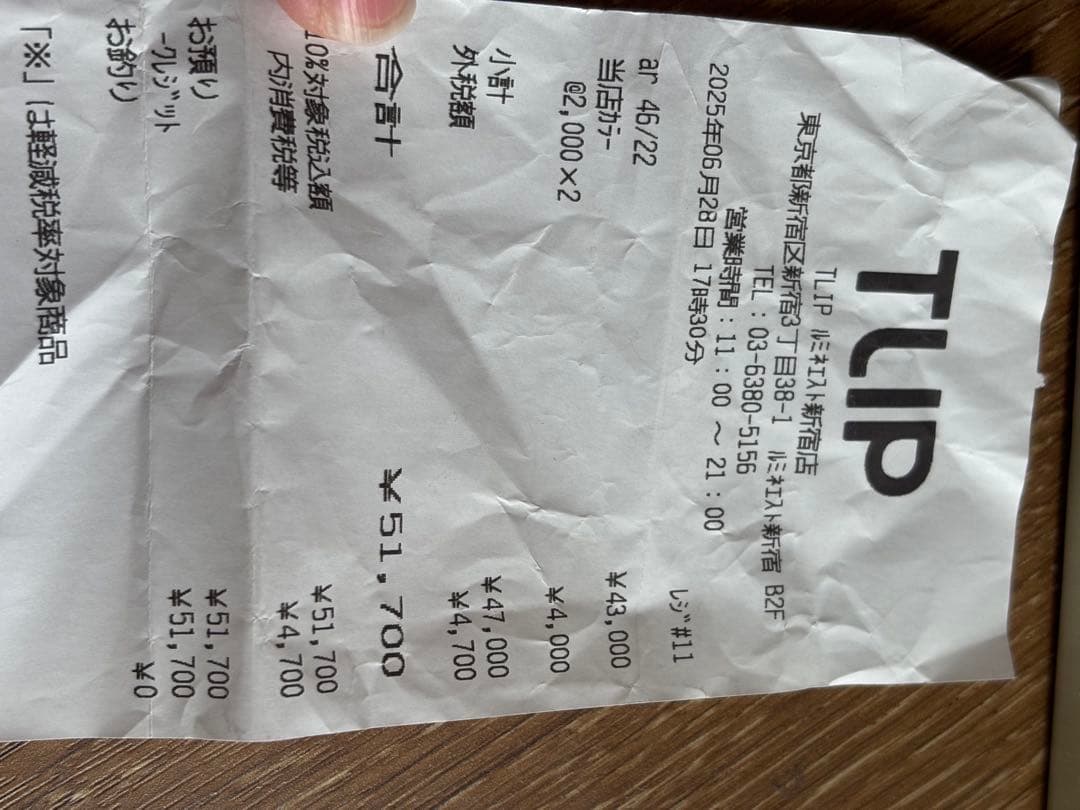 TLIP
TLIP ﾙﾐﾈｴｽﾄ新宿店
東京都新宿区新宿3丁目38-1 ﾙﾐﾈｴｽﾄ新宿 B2F
TEL : 03-6380-5156
営業時間 : 11 : 00 ～ 21 : 00
2025年06月28日 17時30分
ﾚｼﾞ#11
ar 46/22 ¥43,000
当店ｶﾗｰ
@2,000×2 ¥4,000
小計 ¥47,000
外税額 ¥4,700
合計 ¥51,700
10%対象税込額 ¥51,700
内消費税等 ¥4,700
お預り ¥51,700
-ｸﾚｼﾞｯﾄ ¥51,700
お釣り ¥0
「※」は軽減税率対象商品